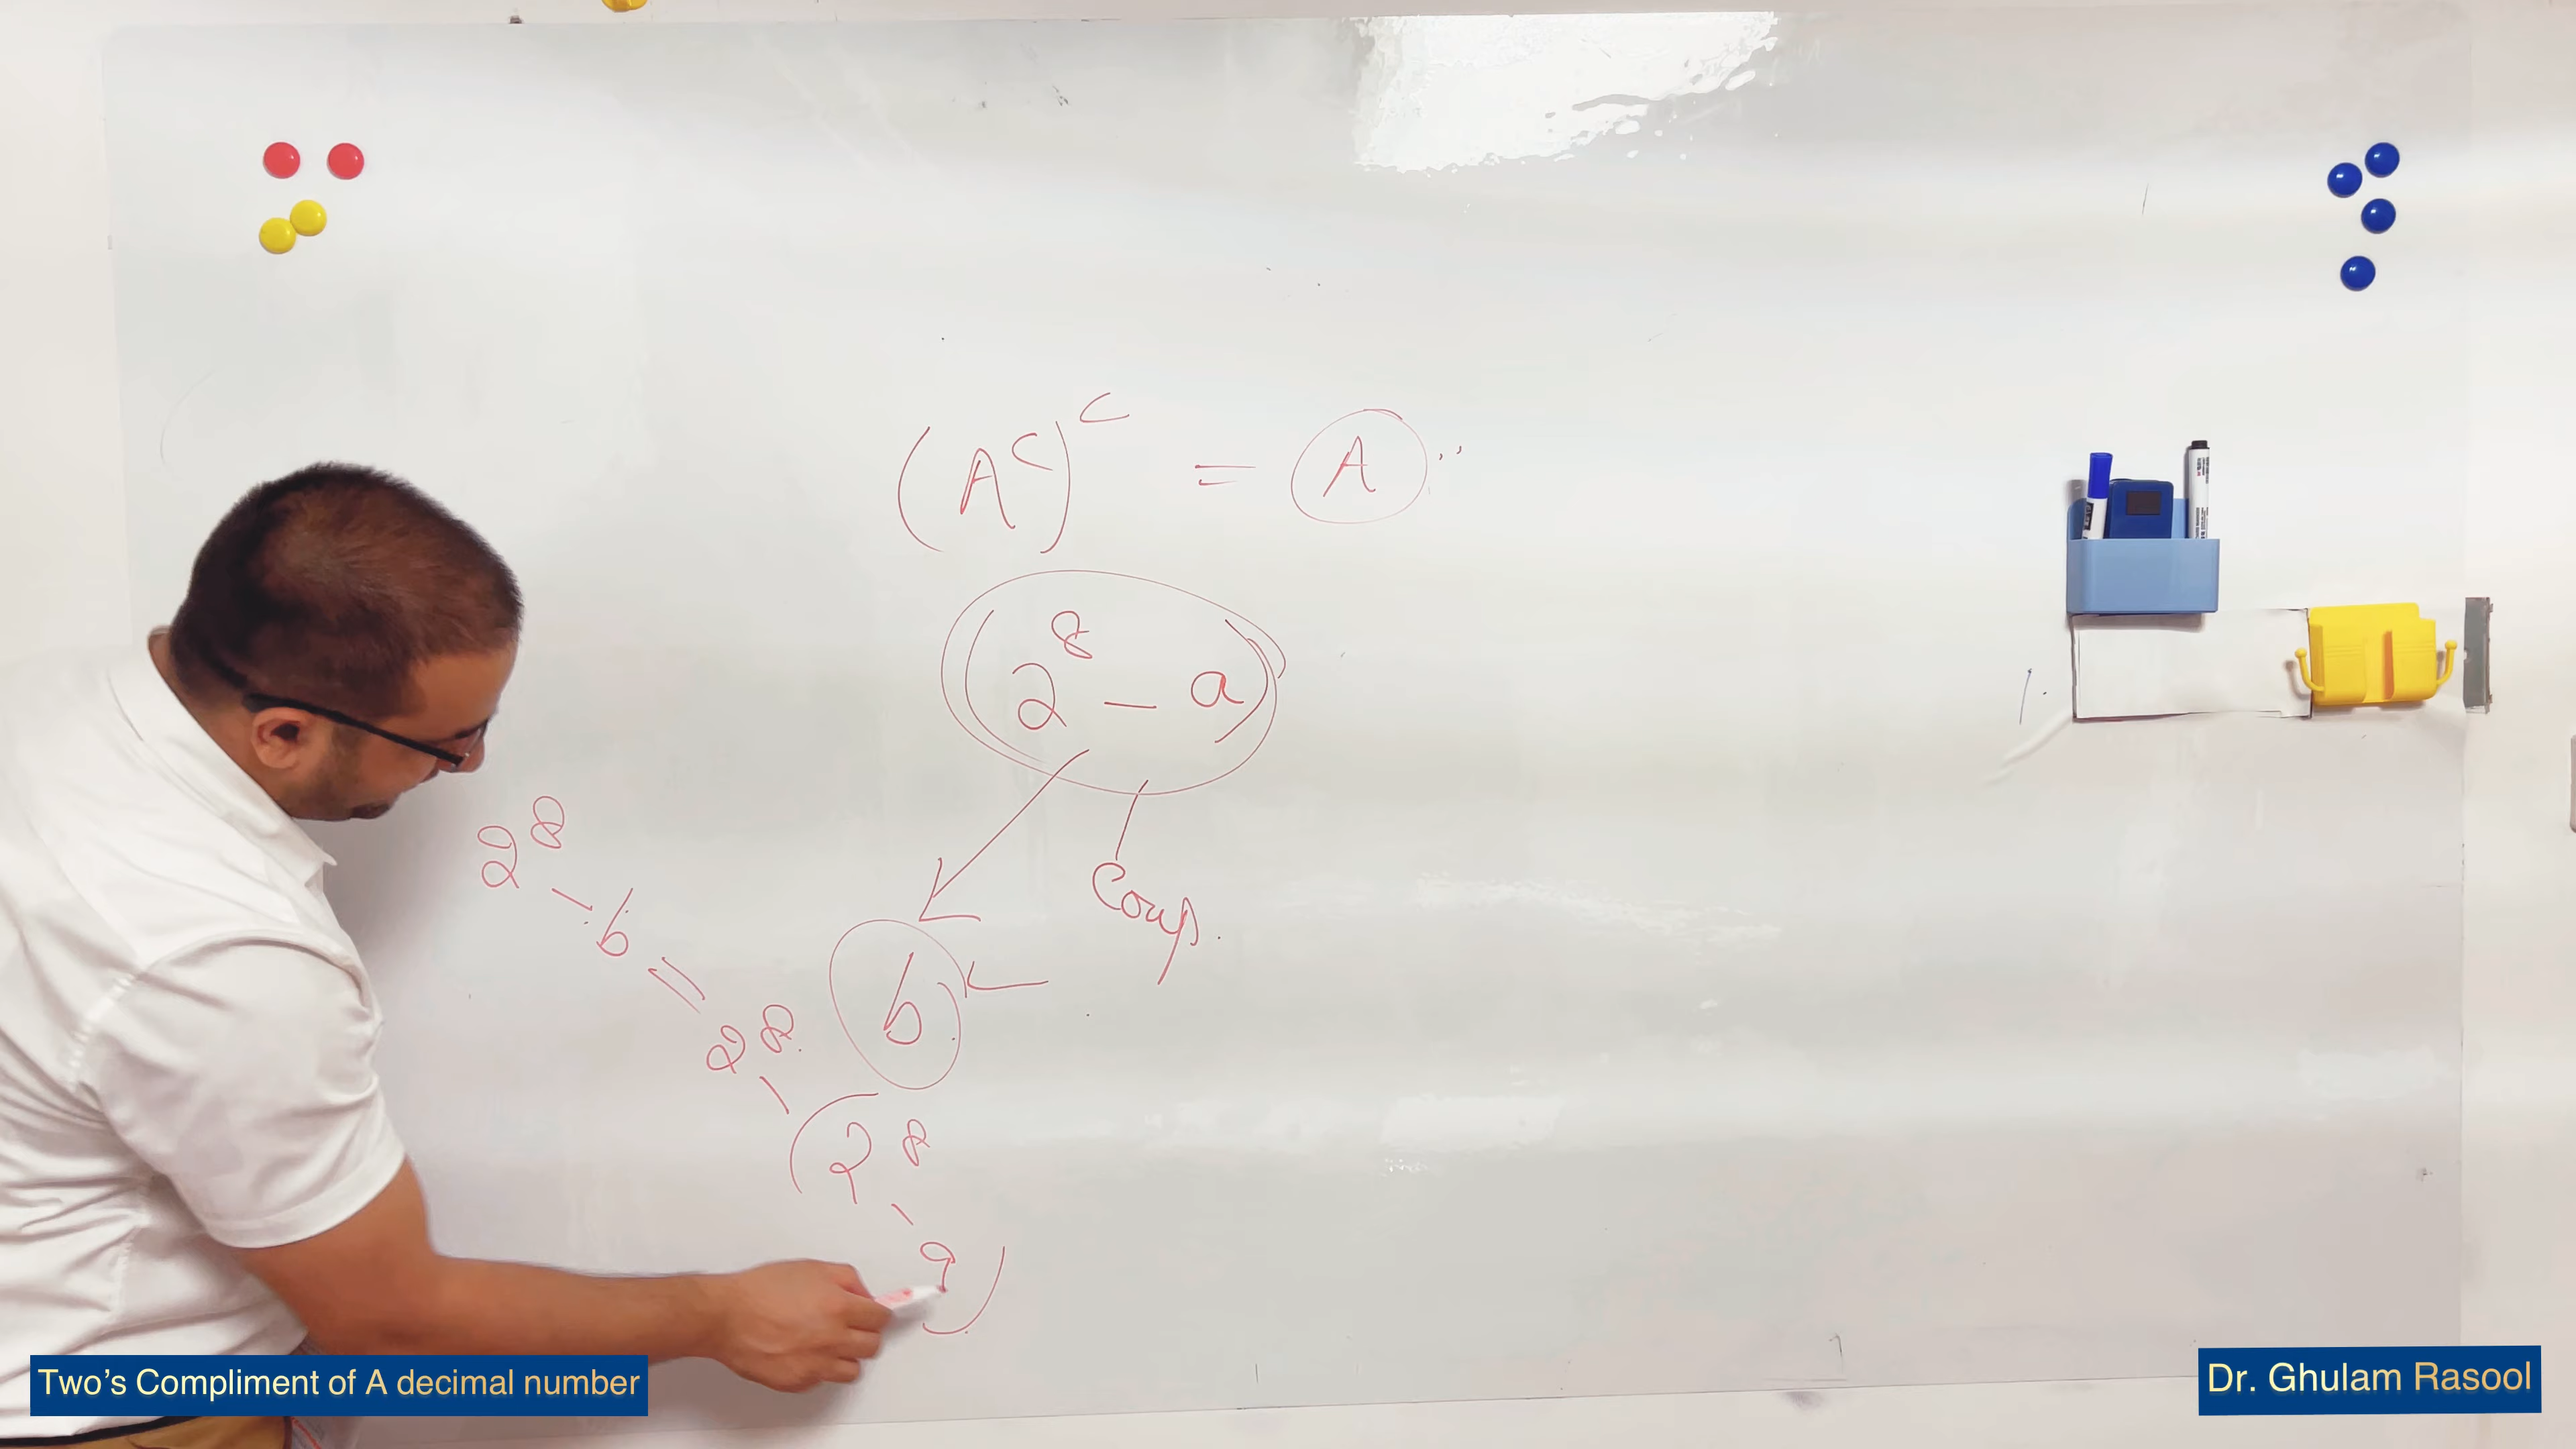 (A^C)^C = A
(2^8 - a)
Comp.
2^8 - b = 2^8 - (2^8 - a)
b
Two's Compliment of A decimal number
Dr. Ghulam Rasool